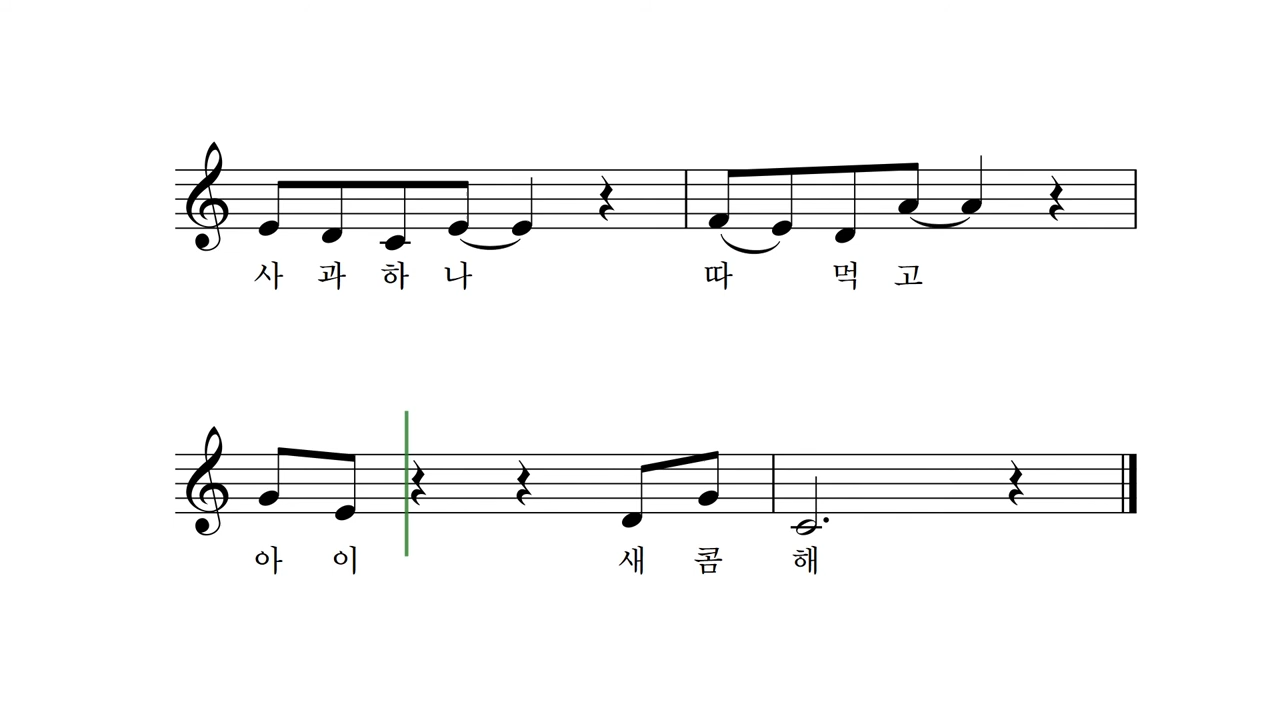 사 과 하 나 따 먹 고
아 이 새 콤 해